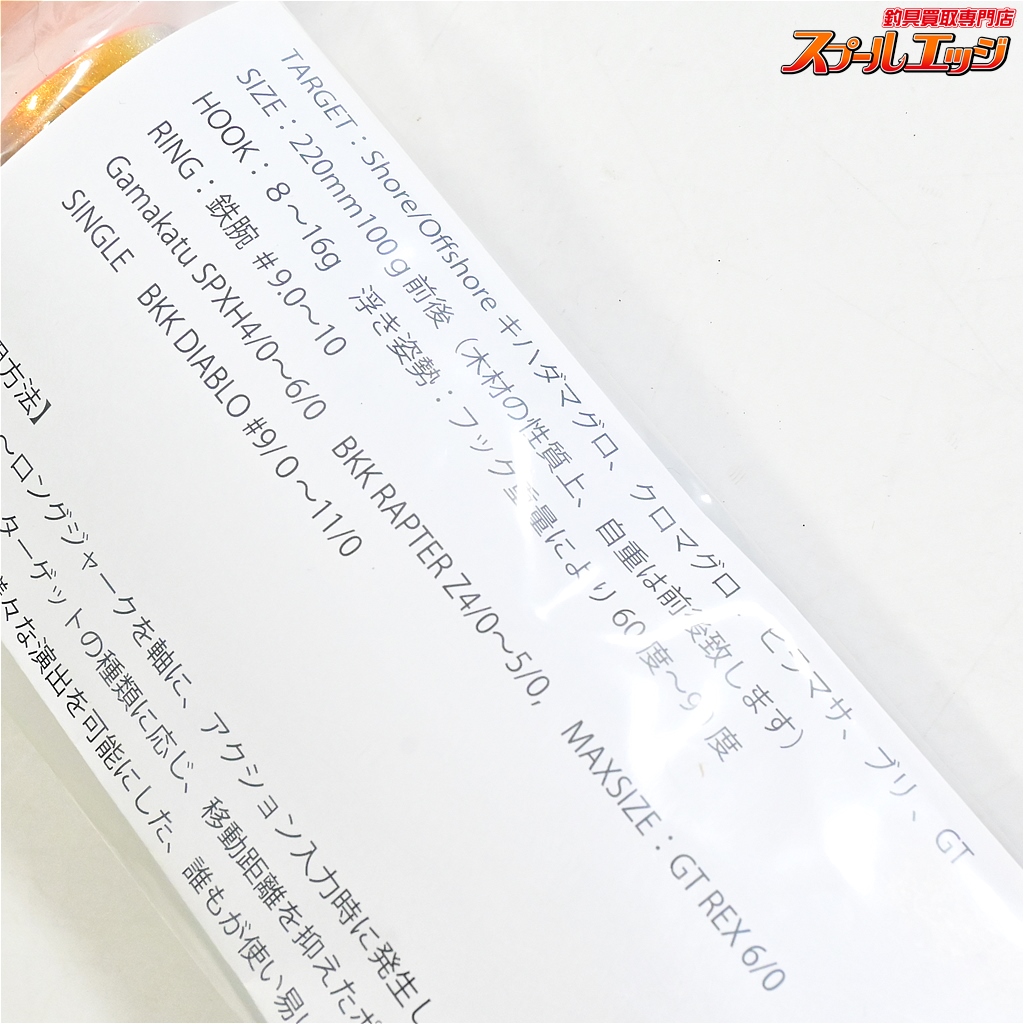 釣具買取専門店
スプールエッジ
TARGET：Shore/Offshore キハダマグロ、クロマグロ、ヒラマサ、ブリ、GT
SIZE：220mm100g前後（木材の性質上、自重は前後致します）
HOOK：8～16g　浮き姿勢：フック重量により60度～90度
RING：鉄腕 #9.0～10
Gamakatu SPXH4/0～6/0　BKK RAPTER Z4/0～5/0,　MAXSIZE：GT REX 6/0
SINGLE　BKK DIABLO #9/0～11/0
方法】
～ロングジャークを軸に、アクション入力時に発生し
ターゲットの種類に応じ、移動距離を抑えたポ
々な演出を可能にした、誰もが使い易